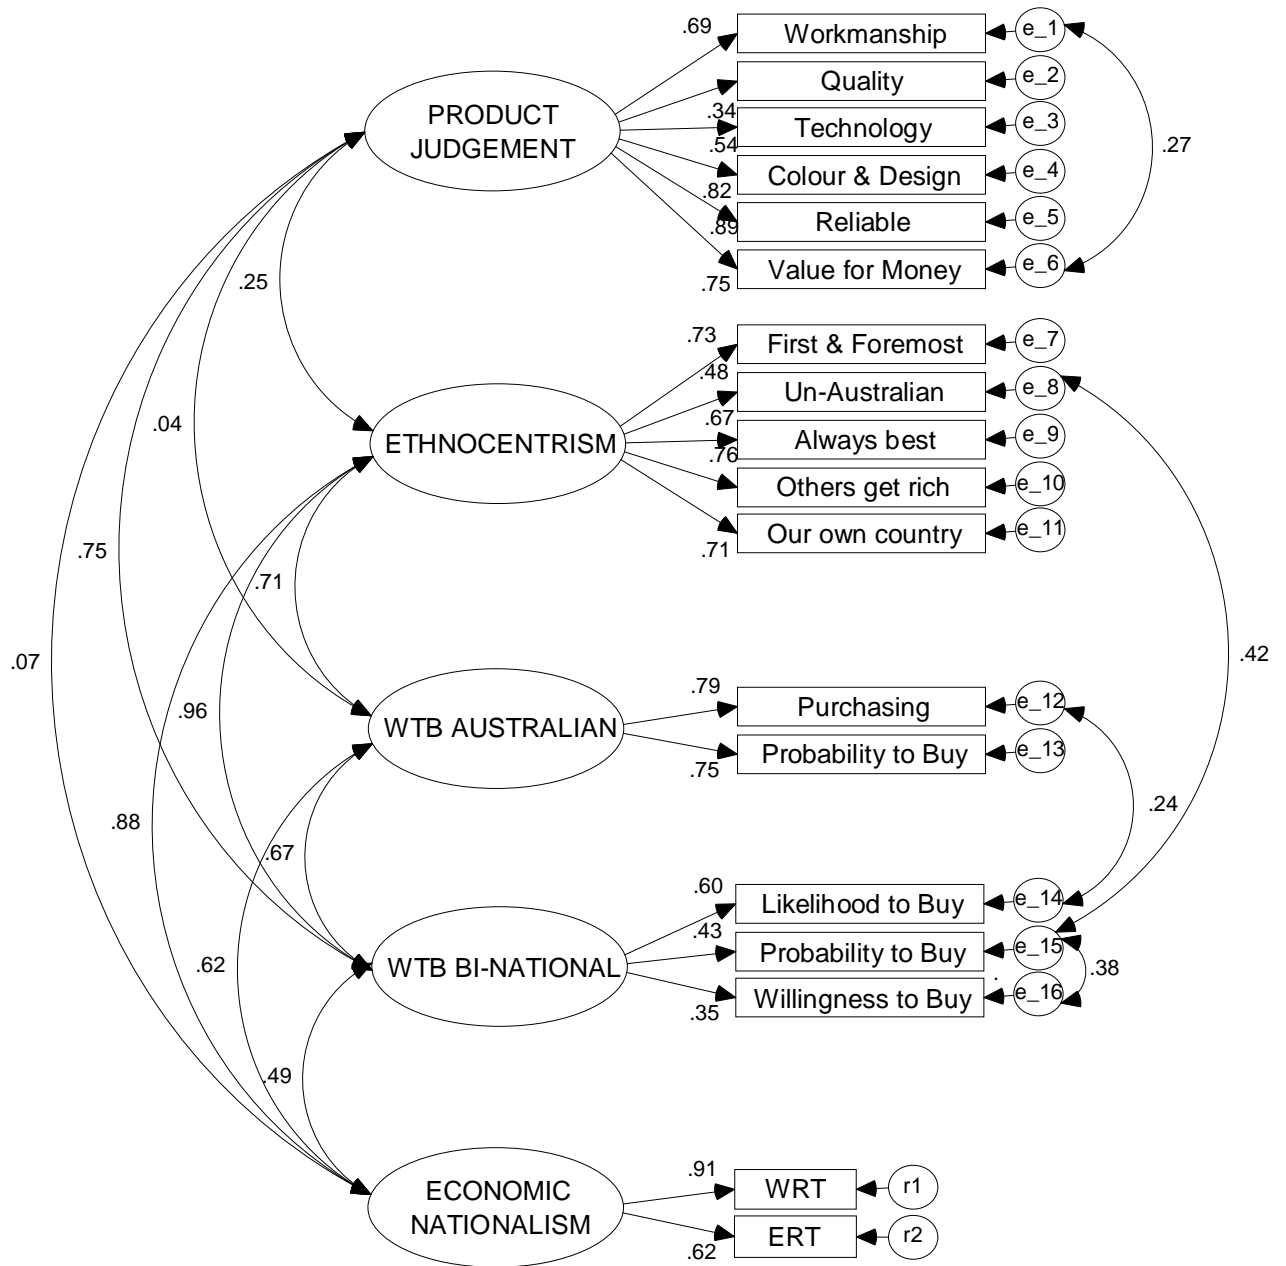 .69
Workmanship
e_1
Quality
e_2
PRODUCT
JUDGEMENT
.34
Technology
e_3
.54
Colour & Design
e_4
.27
.82
Reliable
e_5
.89
Value for Money
e_6
.75
.25
.73
First & Foremost
e_7
.48
Un-Australian
e_8
.67
Always best
e_9
ETHNOCENTRISM
.76
Others get rich
e_10
Our own country
e_11
.71
.04
.75
.71
.07
.42
.79
Purchasing
e_12
WTB AUSTRALIAN
Probability to Buy
e_13
.75
.96
.24
.88
.67
.60
Likelihood to Buy
e_14
.43
Probability to Buy
e_15
WTB BI-NATIONAL
.38
.
Willingness to Buy
e_16
.35
.62
.49
.91
WRT
r1
ECONOMIC
NATIONALISM
ERT
r2
.62